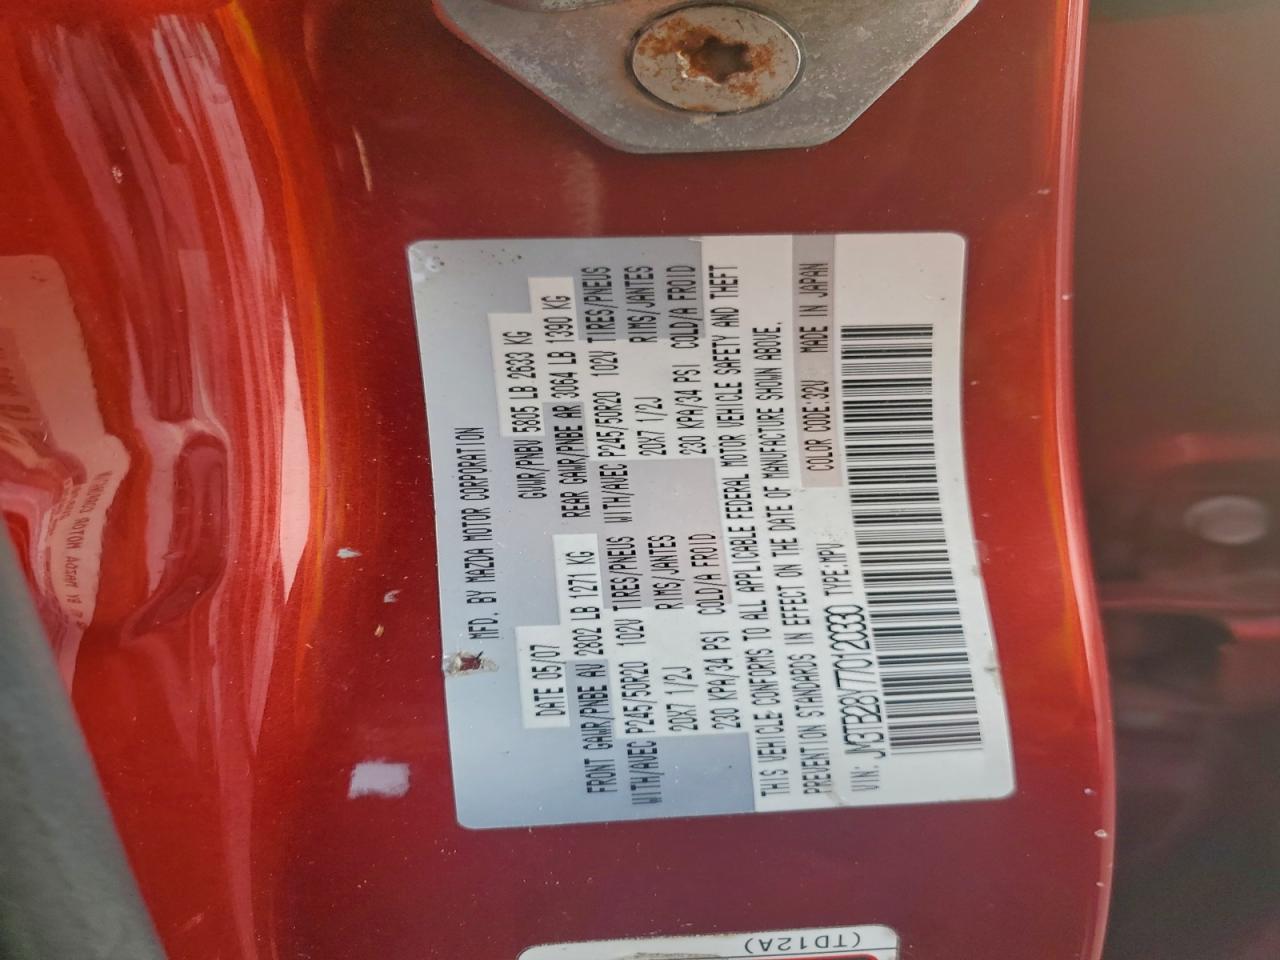 MFD. BY MAZDA MOTOR CORPORATION
DATE 05/07 GVWR/PNBV 5805 LB 2633 KG
FRONT GAWR/PNBE AV 2802 LB 1271 KG REAR GAWR/PNBE AR 3064 LB 1390 KG
WITH/AVEC P245/50R20 102V TIRES/PNEUS WITH/AVEC P245/50R20 102V TIRES/PNEUS
20X7 1/2J RIMS/JANTES 20X7 1/2J RIMS/JANTES
230 KPA/34 PSI COLD/A FROID 230 KPA/34 PSI COLD/A FROID
THIS VEHICLE CONFORMS TO ALL APPLICABLE FEDERAL MOTOR VEHICLE SAFETY AND THEFT
PREVENTION STANDARDS IN EFFECT ON THE DATE OF MANUFACTURE SHOWN ABOVE.
VIN: JM3TB28Y770120330 TYPE:MPV COLOR CODE:32V MADE IN JAPAN
(TD12A)